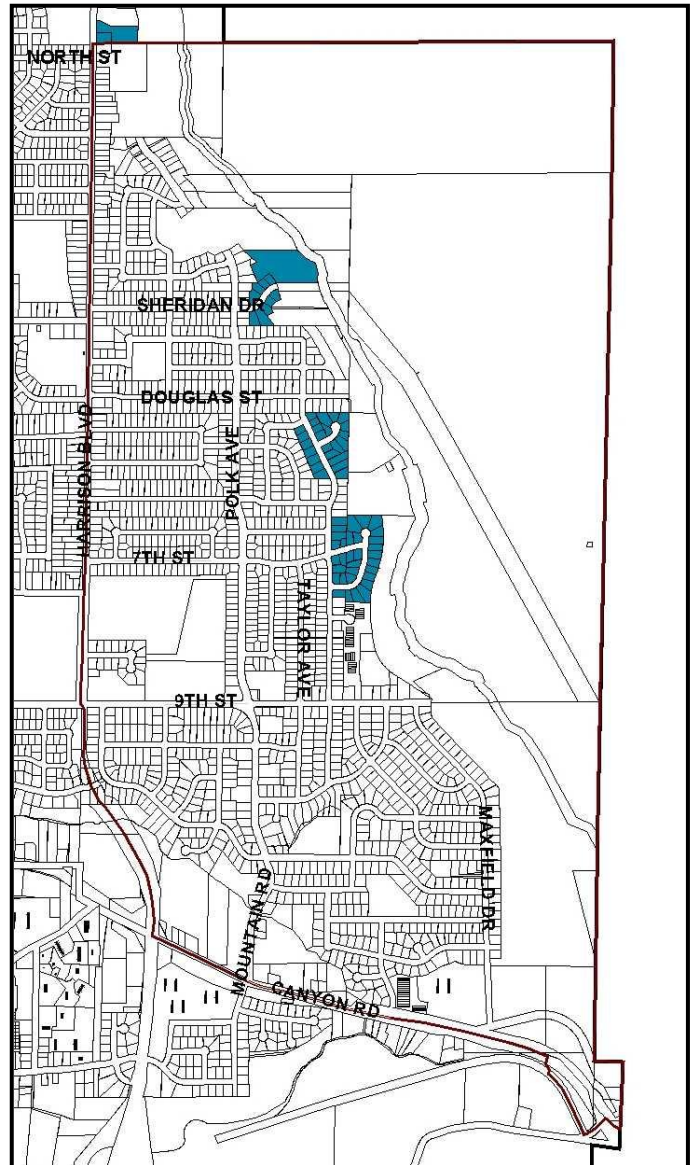 NORTH ST
SHERIDAN DR
DOUGLAS ST
HARRISON BLVD
POLK AVE
7TH ST
TAYLOR AVE
9TH ST
MAXFIELD DR
MOUNTAIN RD
CANYON RD